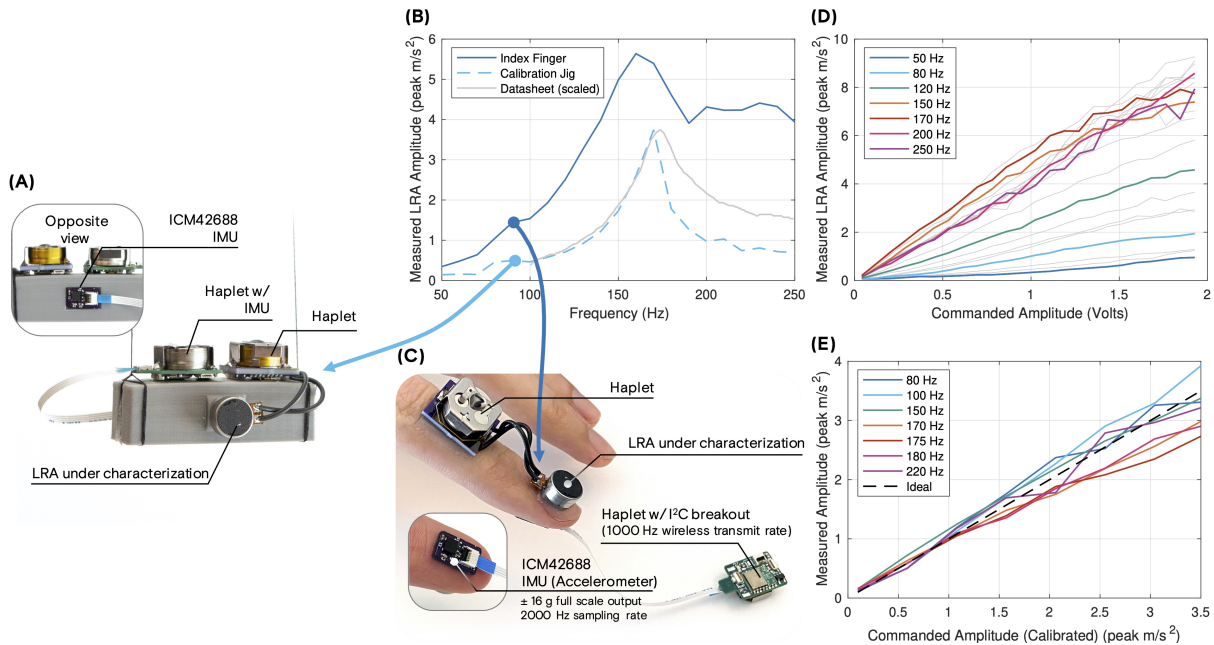 (A)
Opposite
view
ICM42688
IMU
Haplet w/
IMU
Haplet
LRA under characterization
(B)
Measured LRA Amplitude (peak m/s²)
6
5
4
3
2
1
0
Index Finger
Calibration Jig
Datasheet (scaled)
50
100
150
200
250
Frequency (Hz)
(C)
Haplet
LRA under characterization
Haplet w/ I²C breakout
(1000 Hz wireless transmit rate)
ICM42688
IMU (Accelerometer)
± 16 g full scale output
2000 Hz sampling rate
(D)
Measured LRA Amplitude (peak m/s²)
10
8
6
4
2
0
50 Hz
80 Hz
120 Hz
150 Hz
170 Hz
200 Hz
250 Hz
0
0.5
1
1.5
2
Commanded Amplitude (Volts)
(E)
Measured Amplitude (peak m/s²)
4
3
2
1
0
80 Hz
100 Hz
150 Hz
170 Hz
175 Hz
180 Hz
220 Hz
Ideal
0
0.5
1
1.5
2
2.5
3
3.5
Commanded Amplitude (Calibrated) (peak m/s²)